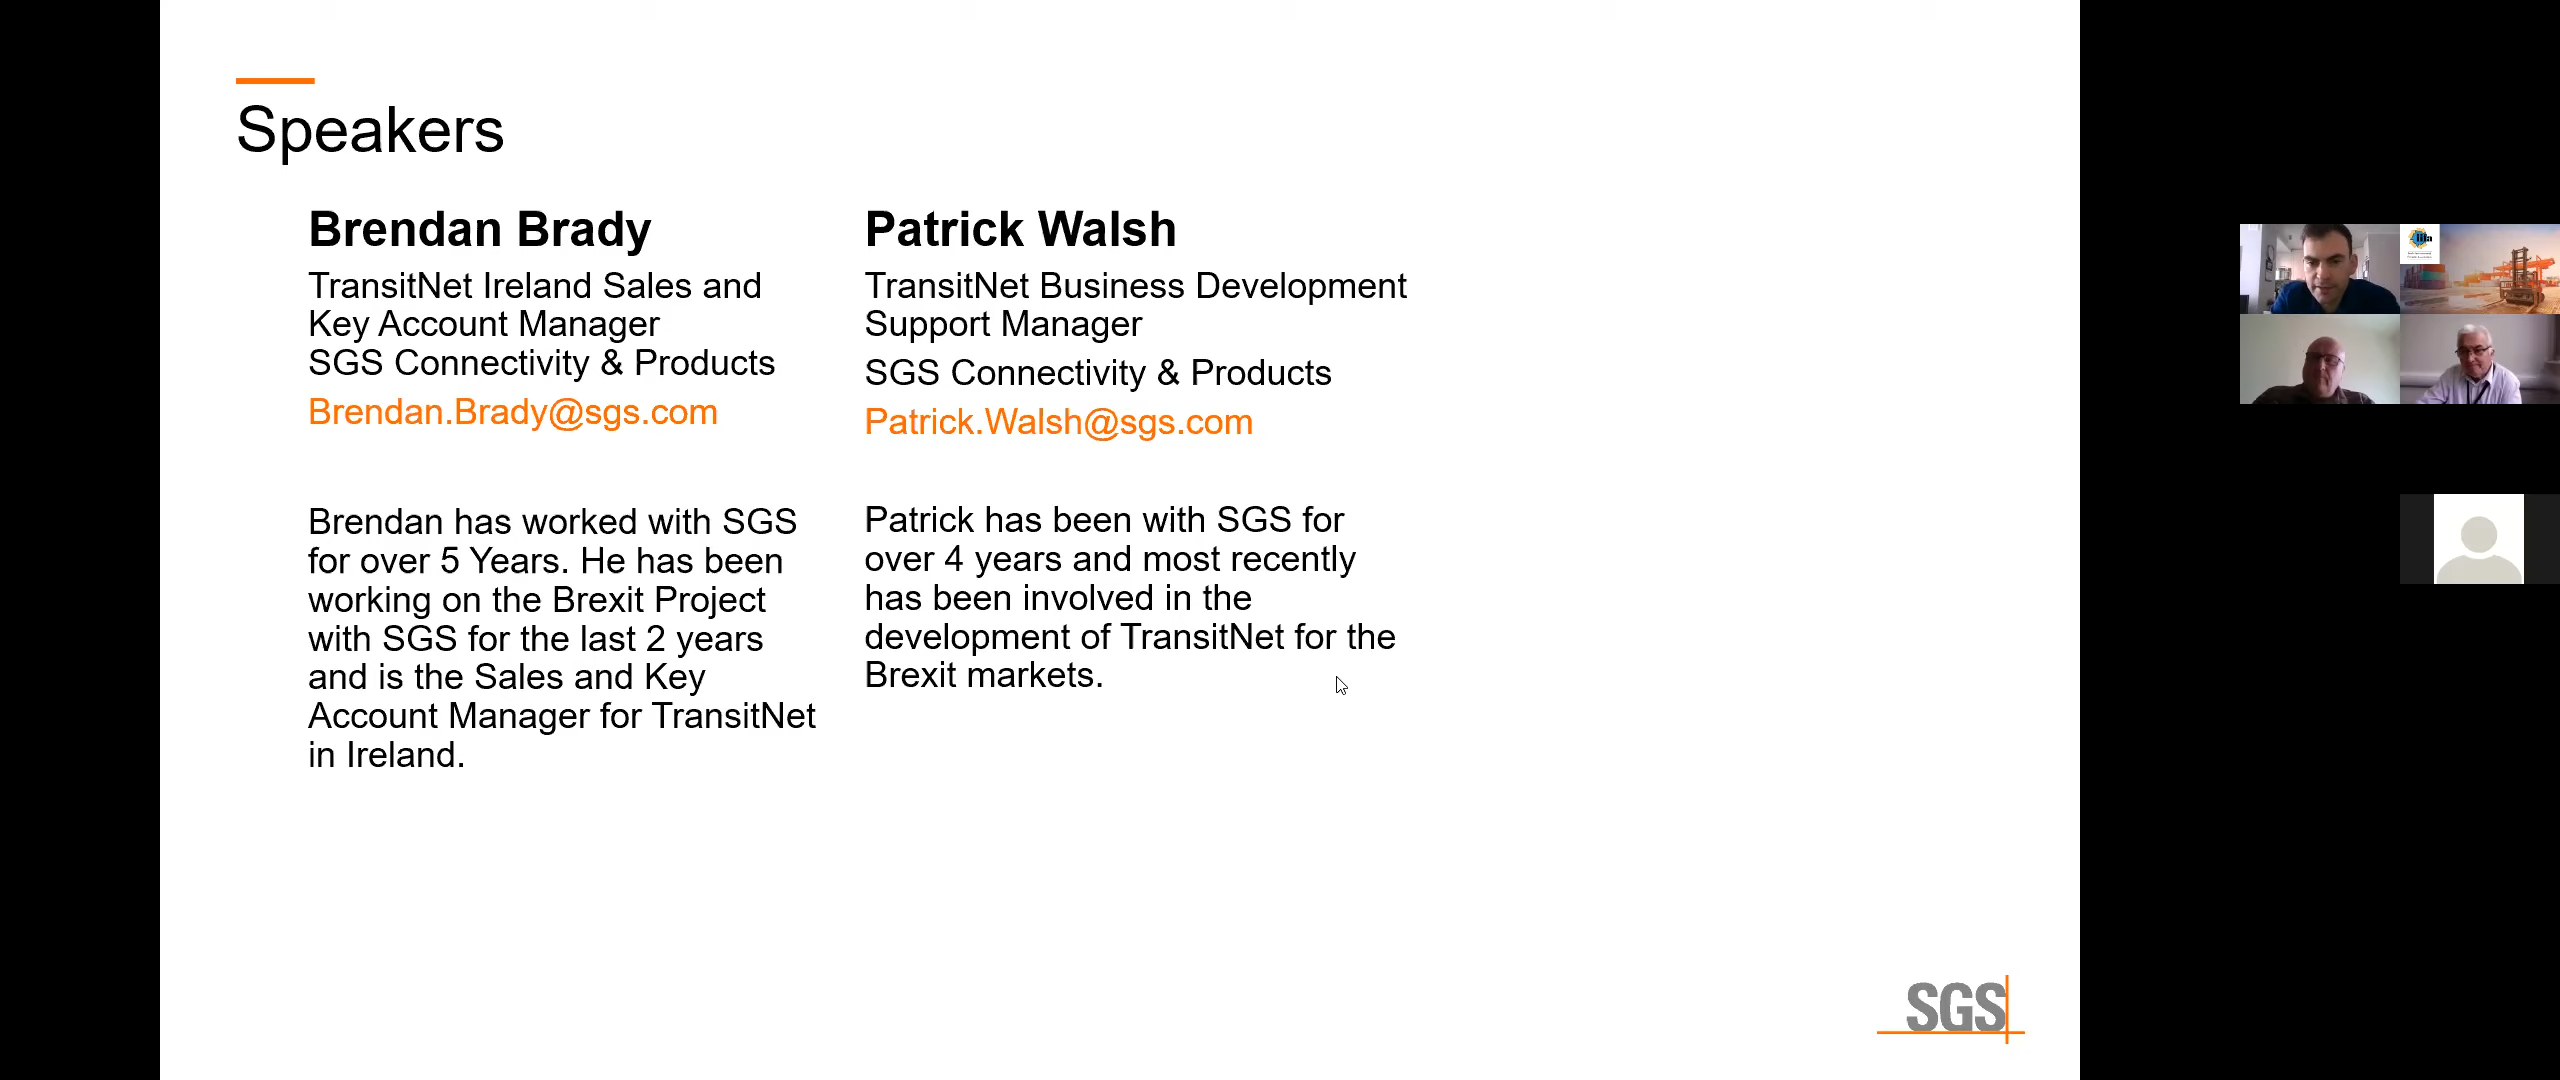 Speakers
Brendan Brady
TransitNet Ireland Sales and
Key Account Manager
SGS Connectivity & Products
Brendan.Brady@sgs.com
Brendan has worked with SGS
for over 5 Years. He has been
working on the Brexit Project
with SGS for the last 2 years
and is the Sales and Key
Account Manager for TransitNet
in Ireland.
Patrick Walsh
TransitNet Business Development
Support Manager
SGS Connectivity & Products
Patrick.Walsh@sgs.com
Patrick has been with SGS for
over 4 years and most recently
has been involved in the
development of TransitNet for the
Brexit markets.
SGS